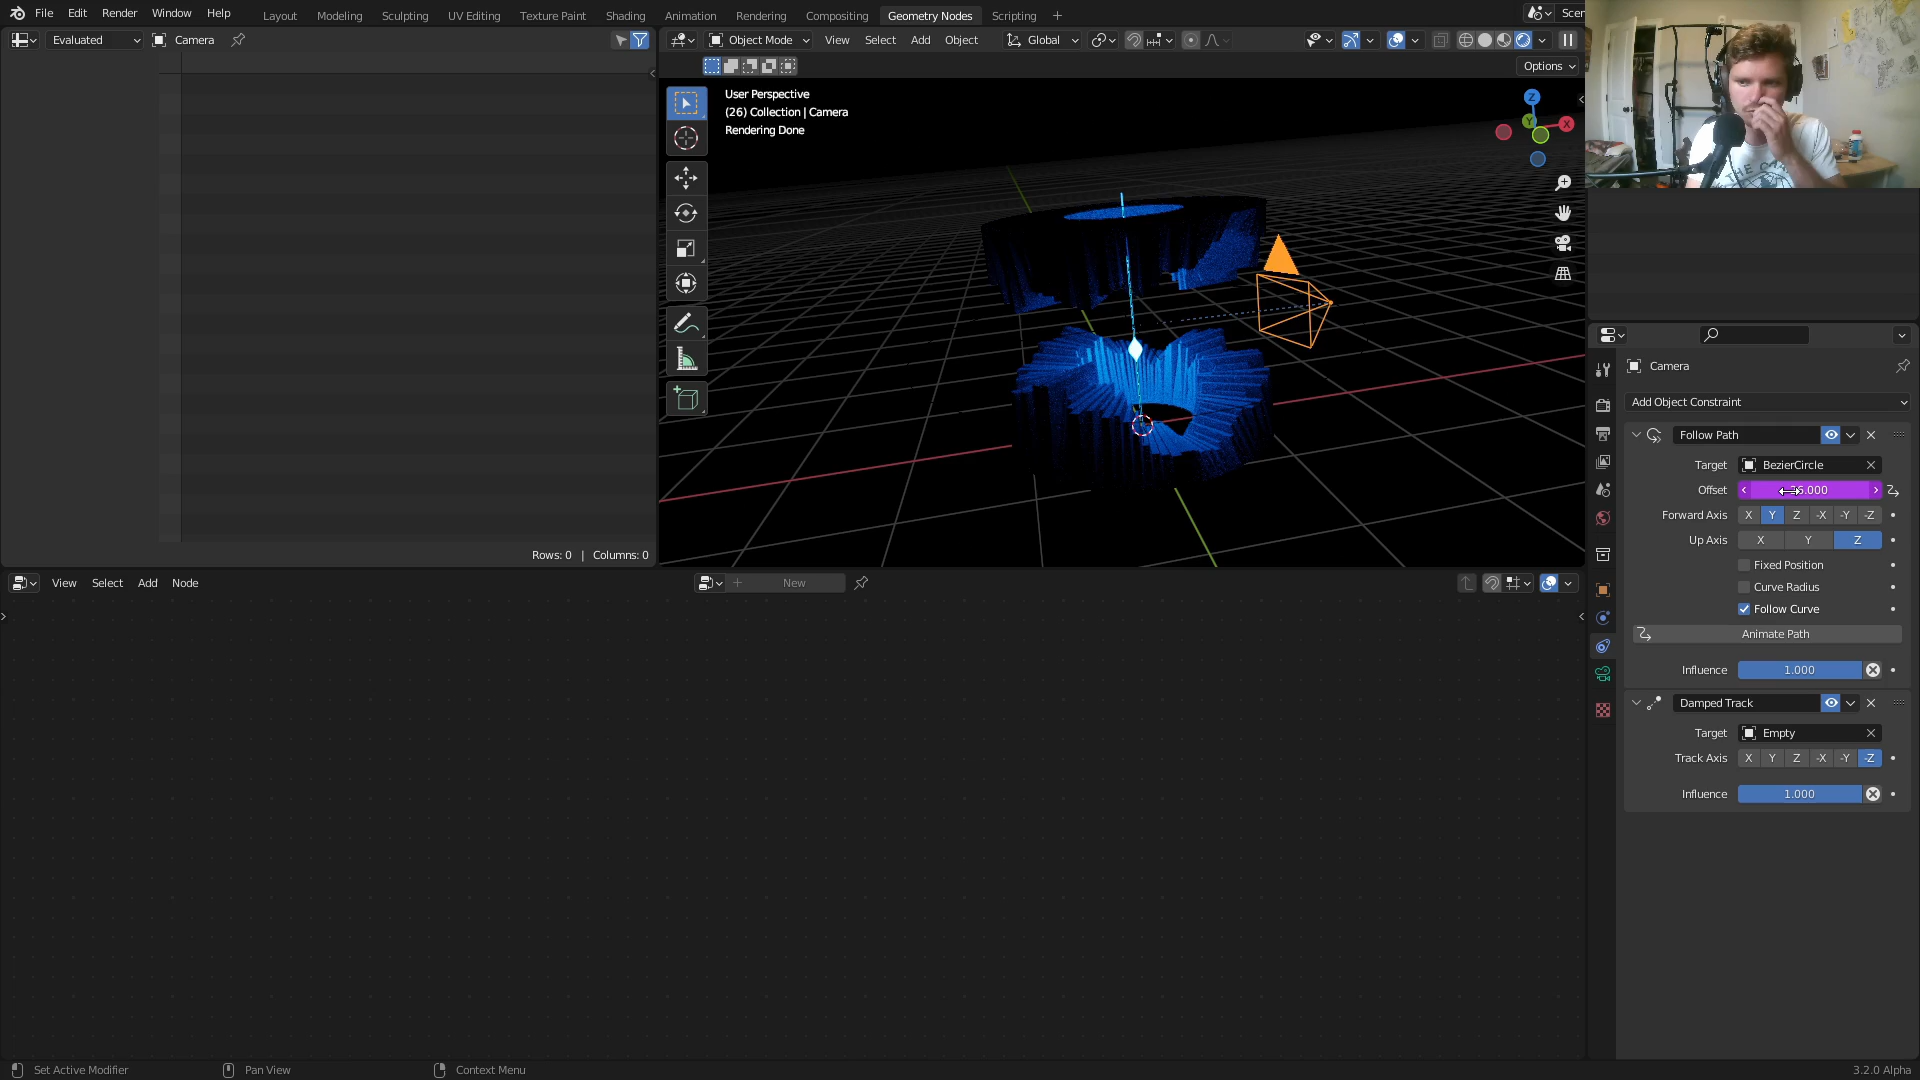 File Edit Render Window Help
Layout Modeling Sculpting UV Editing Texture Paint Shading Animation Rendering Compositing Geometry Nodes Scripting +
Scer
Evaluated Camera
Object Mode View Select Add Object Global
Options
User Perspective
(26) Collection | Camera
Rendering Done
Z
Y
X
THE
Camera
Add Object Constraint
Follow Path
Target BezierCircle
Offset 6.000
Forward Axis X Y Z -X -Y -Z
Up Axis X Y Z
Fixed Position
Curve Radius
Follow Curve
Animate Path
Influence 1.000
Damped Track
Target Empty
Track Axis X Y Z -X -Y -Z
Influence 1.000
Rows: 0 | Columns: 0
View Select Add Node
New
Set Active Modifier
Pan View
Context Menu
3.2.0 Alpha